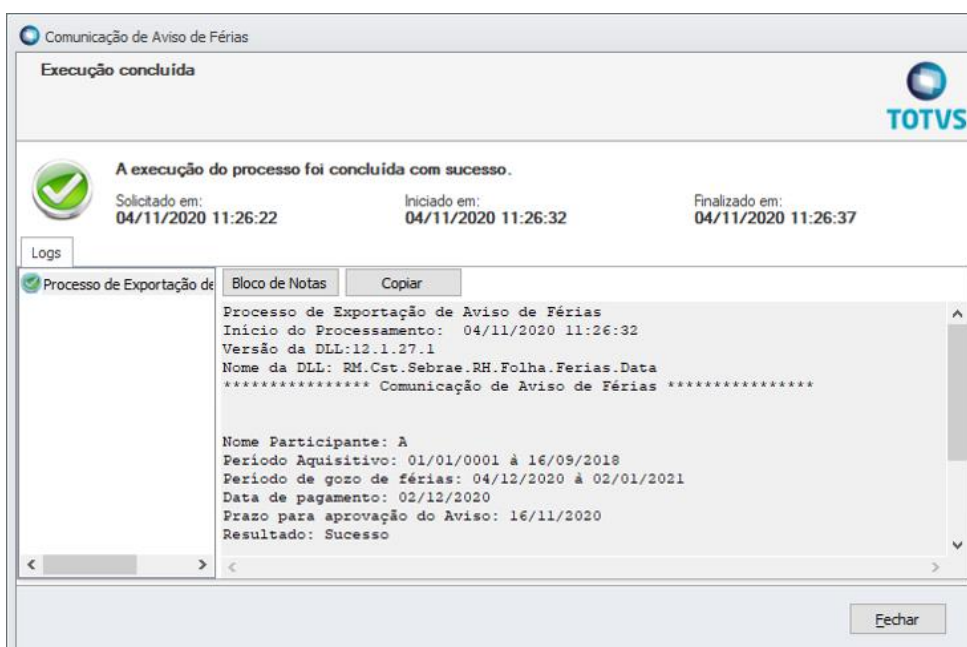 Comunicação de Aviso de Férias
Execução concluída
TOTVS
A execução do processo foi concluída com sucesso.
Solicitado em: Iniciado em: Finalizado em:
04/11/2020 11:26:22 04/11/2020 11:26:32 04/11/2020 11:26:37
Logs
Processo de Exportação de
Bloco de Notas Copiar
Processo de Exportação de Aviso de Férias
Início do Processamento: 04/11/2020 11:26:32
Versão da DLL:12.1.27.1
Nome da DLL: RM.Cst.Sebrae.RH.Folha.Ferias.Data
**************** Comunicação de Aviso de Férias ****************
Nome Participante: A
Período Aquisitivo: 01/01/0001 à 16/09/2018
Período de gozo de férias: 04/12/2020 à 02/01/2021
Data de pagamento: 02/12/2020
Prazo para aprovação do Aviso: 16/11/2020
Resultado: Sucesso
Fechar